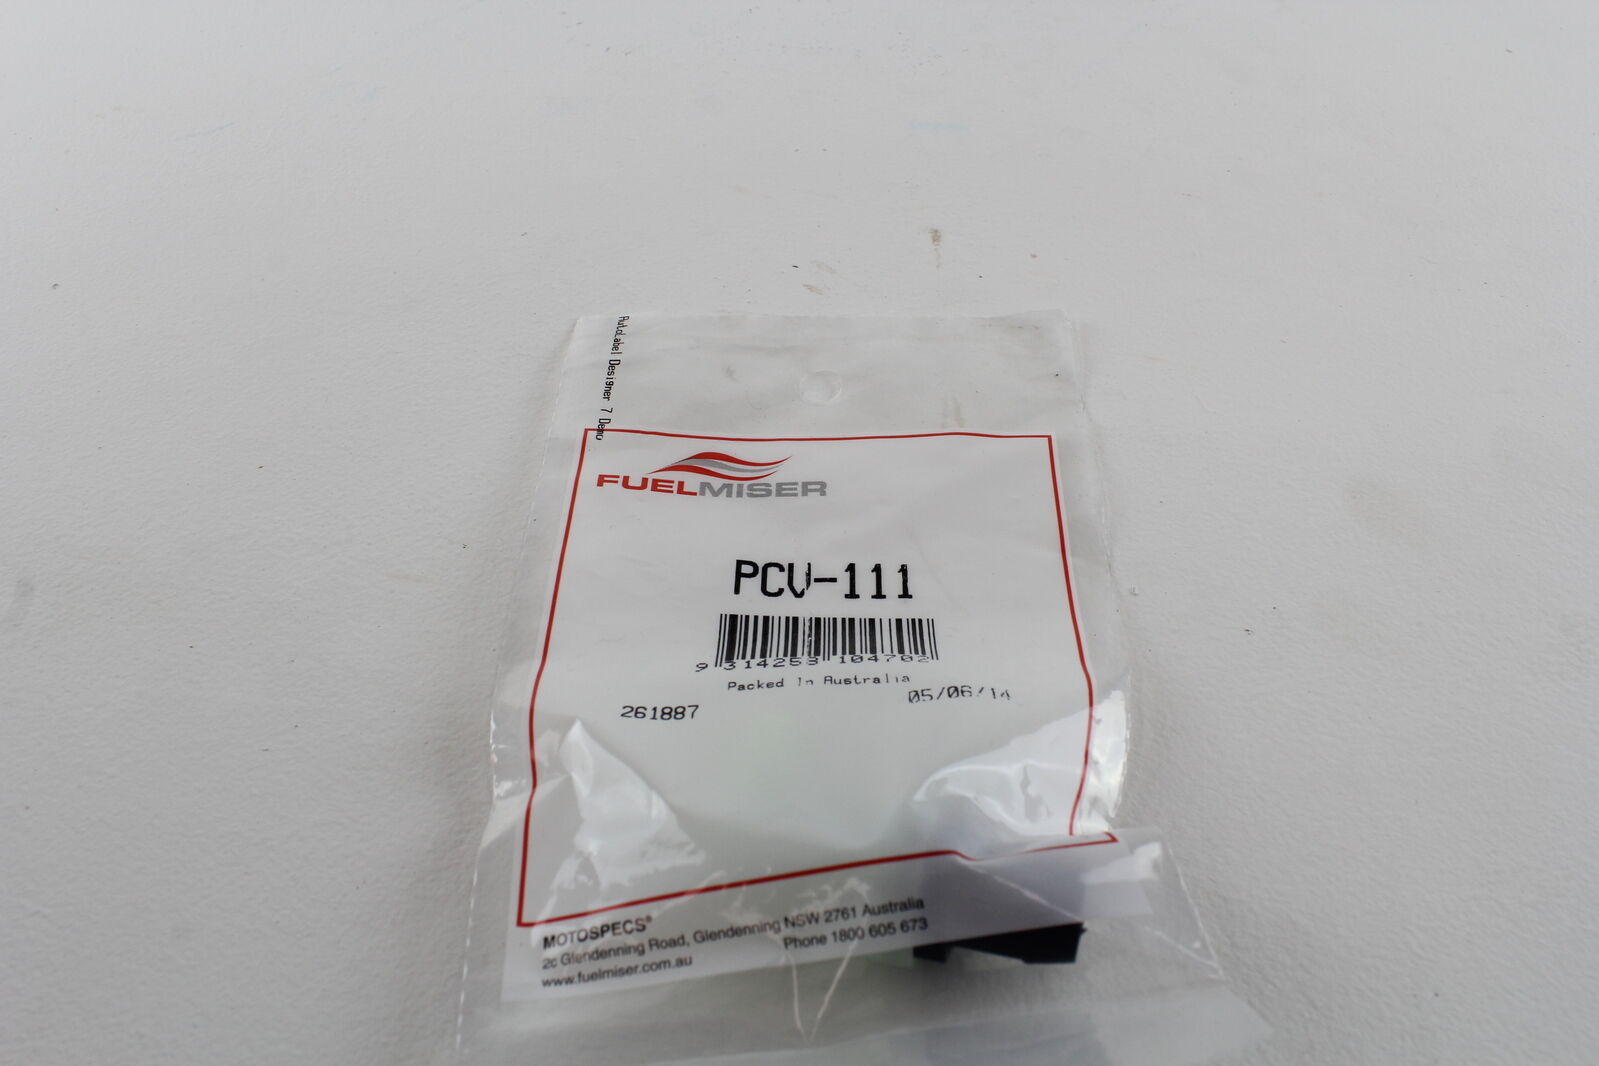 AutoLabel Designer 7 Demo
FUELMISER
PCV-111
9 314253 104702
Packed In Australia
05/06/14
261887
MOTOSPECS®
2c Glendenning Road, Glendenning NSW 2761 Australia
www.fuelmiser.com.au
Phone 1800 605 673